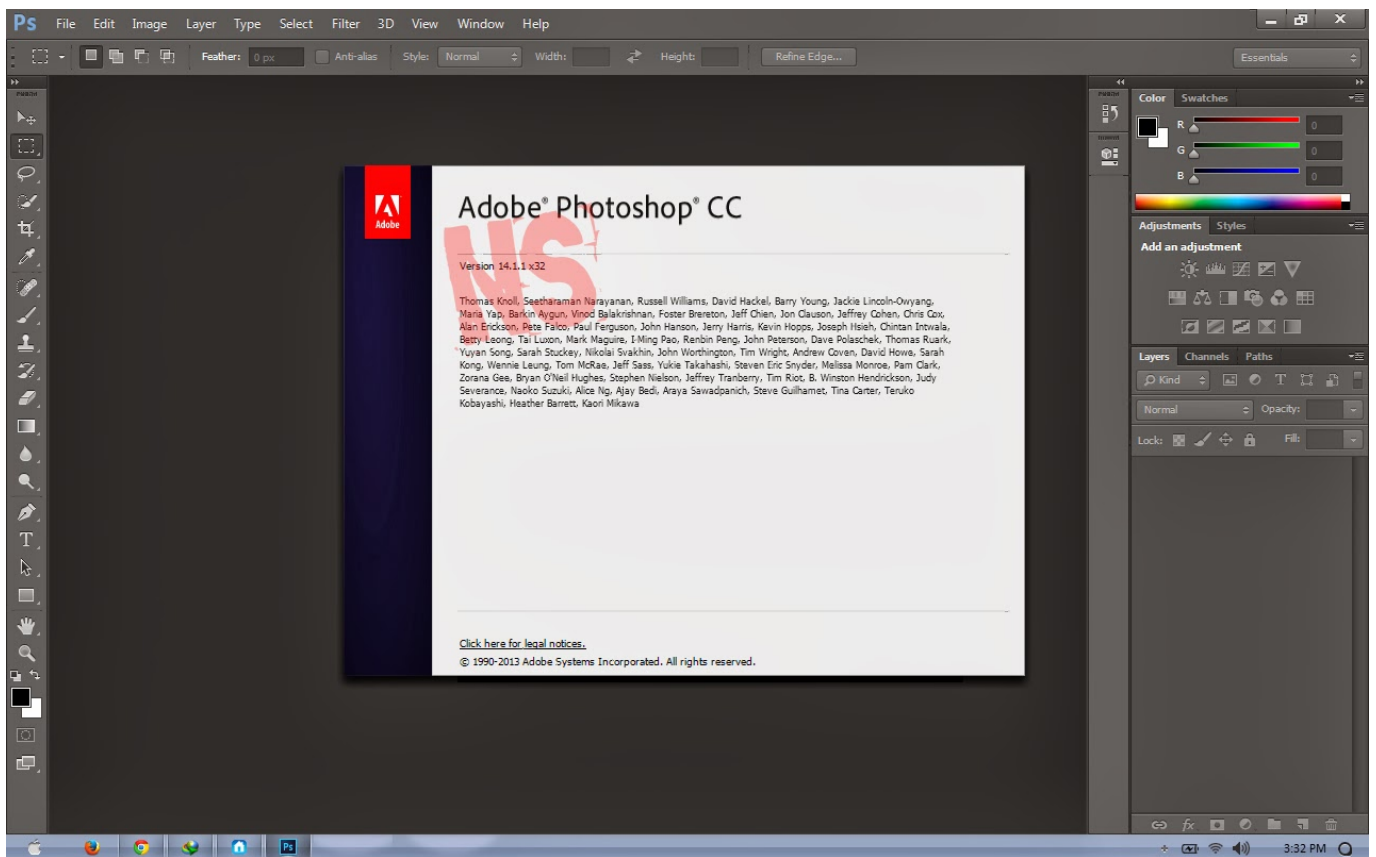 Ps File Edit Image Layer Type Select Filter 3D View Window Help
Feather: 0 px Anti-alias Style: Normal Width: Height: Refine Edge... Essentials
Color Swatches
R 0
G 0
B 0
Adjustments Styles
Add an adjustment
Layers Channels Paths
Kind
Normal Opacity:
Lock: Fill:
Adobe
Adobe® Photoshop® CC
NS
Version 14.1.1 x32
Thomas Knoll, Seetharaman Narayanan, Russell Williams, David Hackel, Barry Young, Jackie Lincoln-Owyang,
Maria Yap, Barkin Aygun, Vinod Balakrishnan, Foster Brereton, Jeff Chien, Jon Clauson, Jeffrey Cohen, Chris Cox,
Alan Erickson, Pete Falco, Paul Ferguson, John Hanson, Jerry Harris, Kevin Hopps, Joseph Hsieh, Chintan Intwala,
Betty Leong, Tai Luxon, Mark Maguire, I-Ming Pao, Renbin Peng, John Peterson, Dave Polaschek, Thomas Ruark,
Yuyan Song, Sarah Stuckey, Nikolai Svakhin, John Worthington, Tim Wright, Andrew Coven, David Howe, Sarah
Kong, Wennie Leung, Tom McRae, Jeff Sass, Yukie Takahashi, Steven Eric Snyder, Melissa Monroe, Pam Clark,
Zorana Gee, Bryan O'Neil Hughes, Stephen Nielson, Jeffrey Tranberry, Tim Riot, B. Winston Hendrickson, Judy
Severance, Naoko Suzuki, Alice Ng, Ajay Bedi, Araya Sawadpanich, Steve Guilhamet, Tina Carter, Teruko
Kobayashi, Heather Barrett, Kaori Mikawa
Click here for legal notices.
© 1990-2013 Adobe Systems Incorporated. All rights reserved.
Ps
3:32 PM